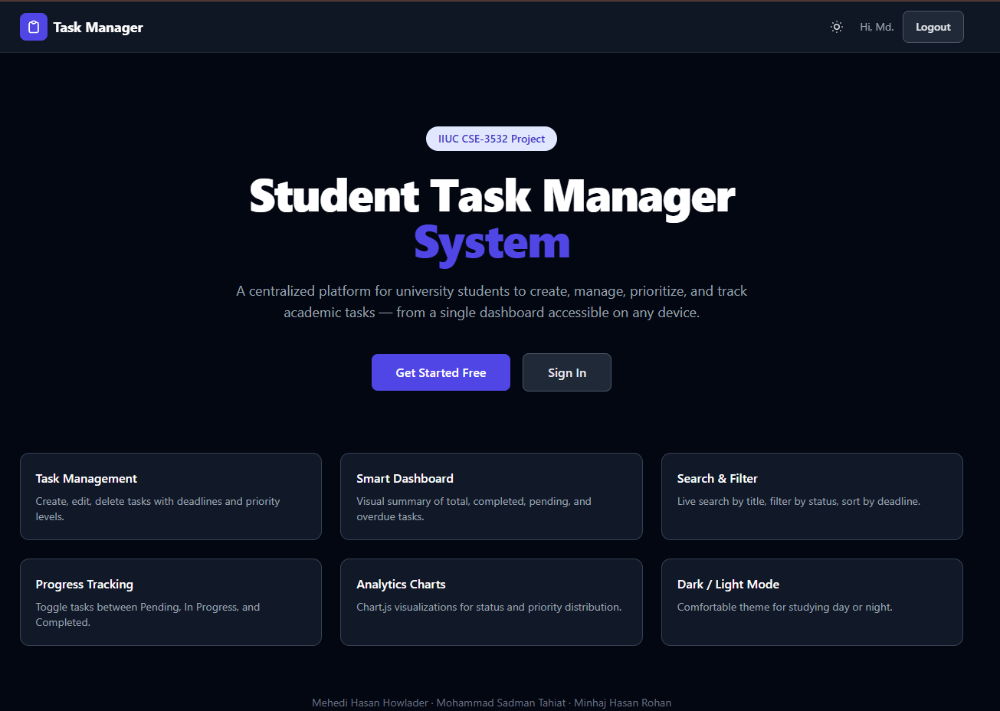 Task Manager
Hi, Md.
Logout
IIUC CSE-3532 Project
Student Task Manager
System
A centralized platform for university students to create, manage, prioritize, and track
academic tasks — from a single dashboard accessible on any device.
Get Started Free
Sign In
Task Management
Create, edit, delete tasks with deadlines and priority
levels.
Smart Dashboard
Visual summary of total, completed, pending, and
overdue tasks.
Search & Filter
Live search by title, filter by status, sort by deadline.
Progress Tracking
Toggle tasks between Pending, In Progress, and
Completed.
Analytics Charts
Chart.js visualizations for status and priority distribution.
Dark / Light Mode
Comfortable theme for studying day or night.
Mehedi Hasan Howlader · Mohammad Sadman Tahiat · Minhaj Hasan Rohan